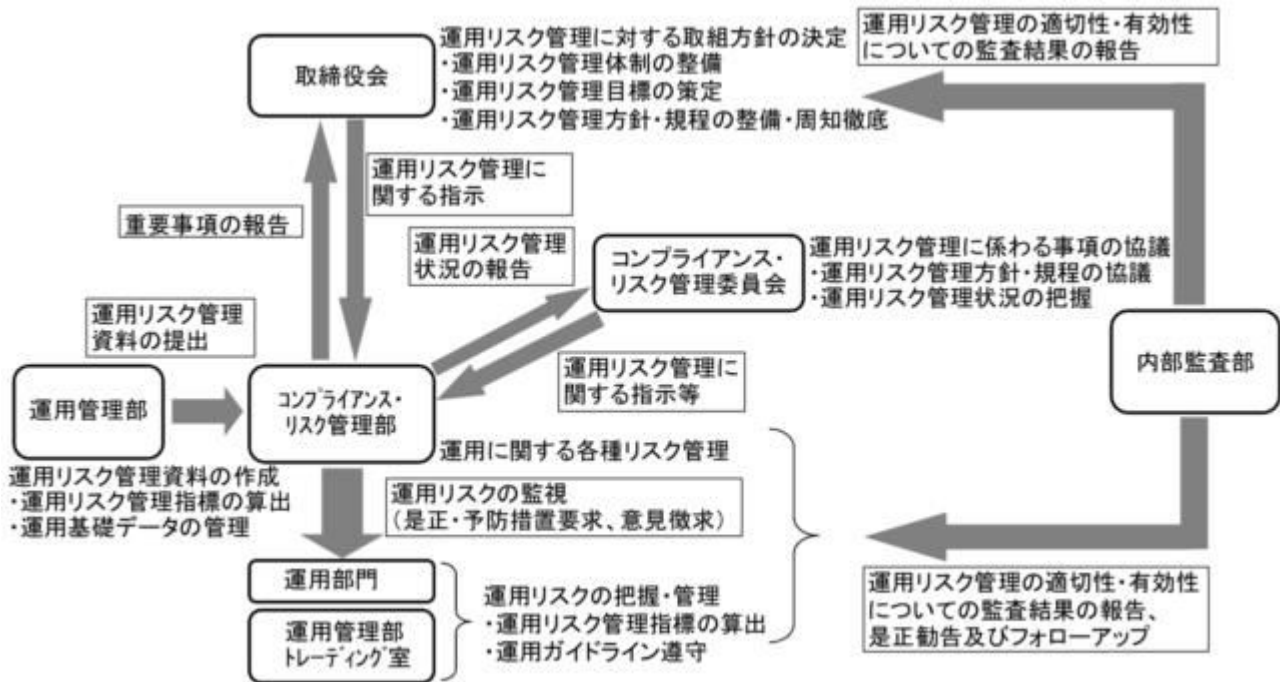 取締役会
運用リスク管理に対する取組方針の決定
・運用リスク管理体制の整備
・運用リスク管理目標の策定
・運用リスク管理方針・規程の整備・周知徹底
運用リスク管理の適切性・有効性
についての監査結果の報告
運用リスク管理に
関する指示
重要事項の報告
運用リスク管理
状況の報告
コンプライアンス・
リスク管理委員会
運用リスク管理に係わる事項の協議
・運用リスク管理方針・規程の協議
・運用リスク管理状況の把握
運用リスク管理
資料の提出
運用リスク管理に
関する指示等
内部監査部
運用管理部
コンプライアンス・
リスク管理部
運用に関する各種リスク管理
運用リスク管理資料の作成
・運用リスク管理指標の算出
・運用基礎データの管理
運用リスクの監視
（是正・予防措置要求、意見徴求）
運用部門
運用管理部
トレーディング室
運用リスクの把握・管理
・運用リスク管理指標の算出
・運用ガイドライン遵守
運用リスク管理の適切性・有効性
についての監査結果の報告、
是正勧告及びフォローアップ